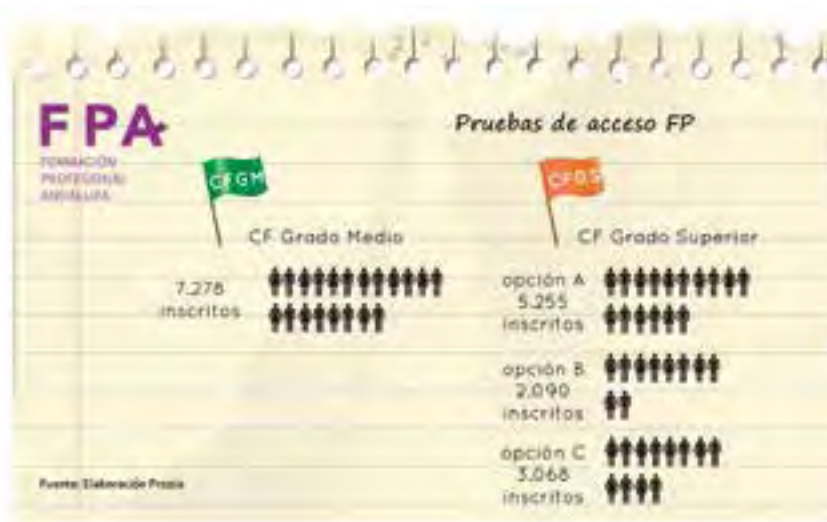 FPA
FORMACIÓN
PROFESIONAL
ANDALUZA
Pruebas de acceso FP
CFGM
CFGS
CF Grado Medio
CF Grado Superior
7.278
inscritos
opción A
5.255
inscritos
opción B
2.090
inscritos
opción C
3.068
inscritos
Fuente: Elaboración Propia